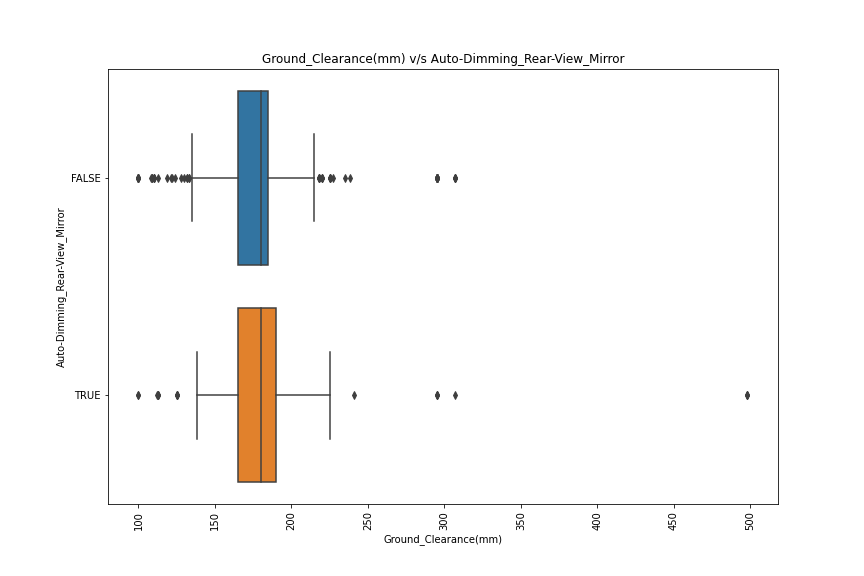 Ground_Clearance(mm) v/s Auto-Dimming_Rear-View_Mirror
Auto-Dimming_Rear-View_Mirror
FALSE
TRUE
100
150
200
250
300
350
400
450
500
Ground_Clearance(mm)